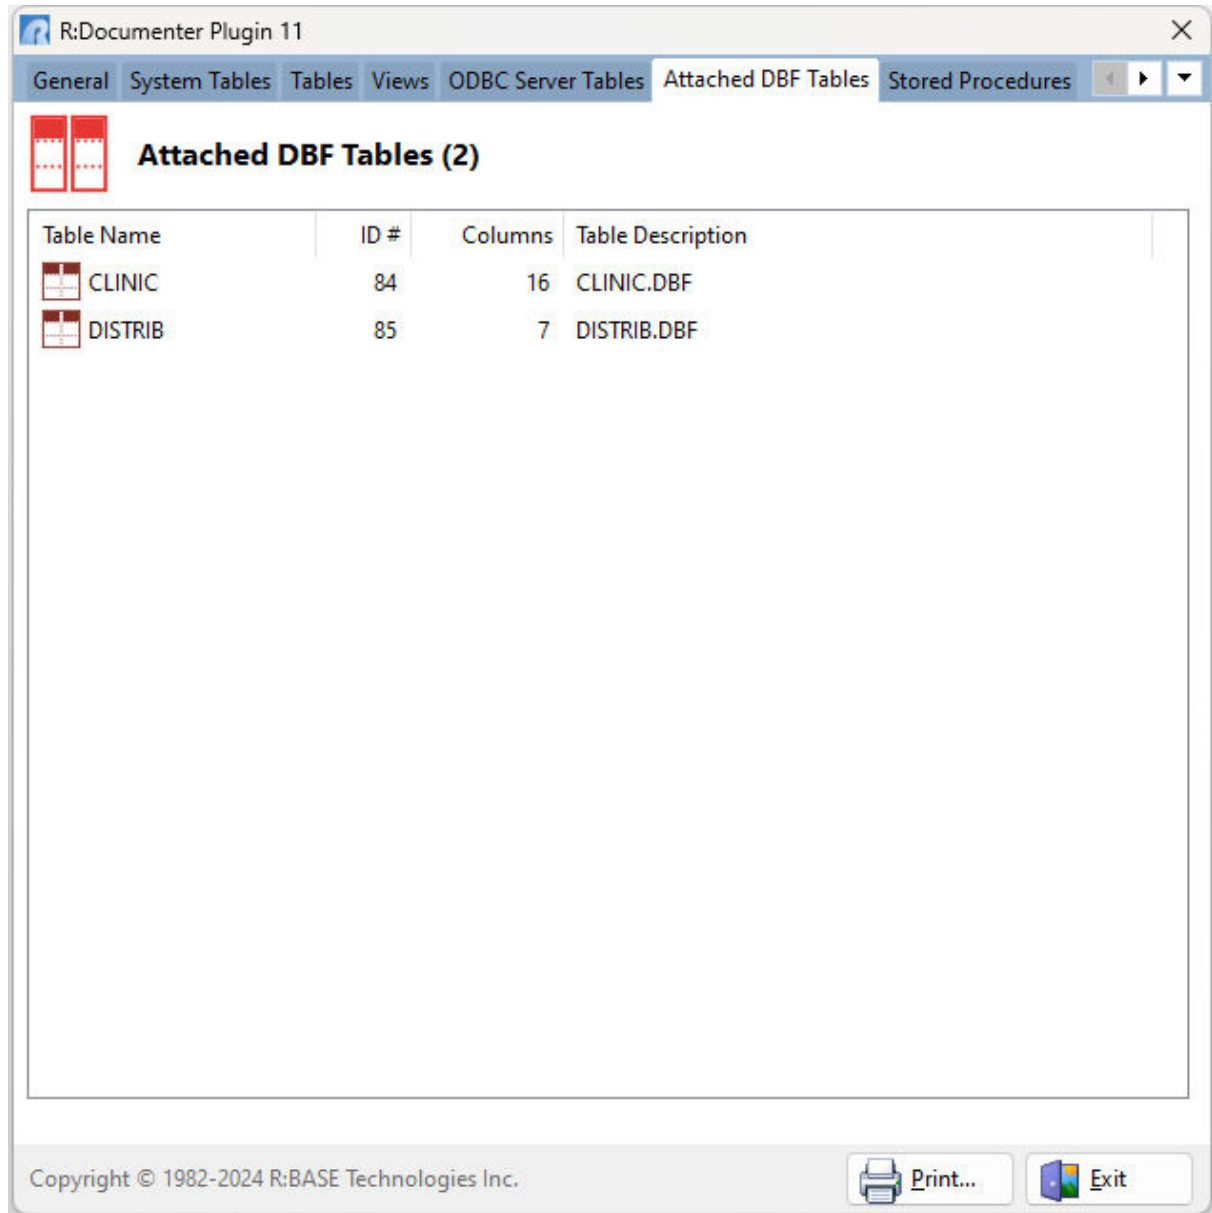 R:Documenter Plugin 11
General System Tables Tables Views ODBC Server Tables Attached DBF Tables Stored Procedures
Attached DBF Tables (2)
Table Name ID # Columns Table Description
CLINIC 84 16 CLINIC.DBF
DISTRIB 85 7 DISTRIB.DBF
Copyright © 1982-2024 R:BASE Technologies Inc. Print... Exit